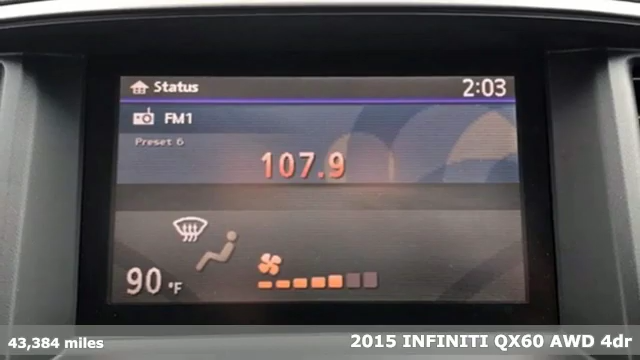 Status 2:03
FM1
Preset 6
107.9
90 °F
43,384 miles 2015 INFINITI QX60 AWD 4dr